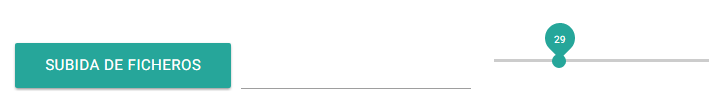 SUBIDA DE FICHEROS
29